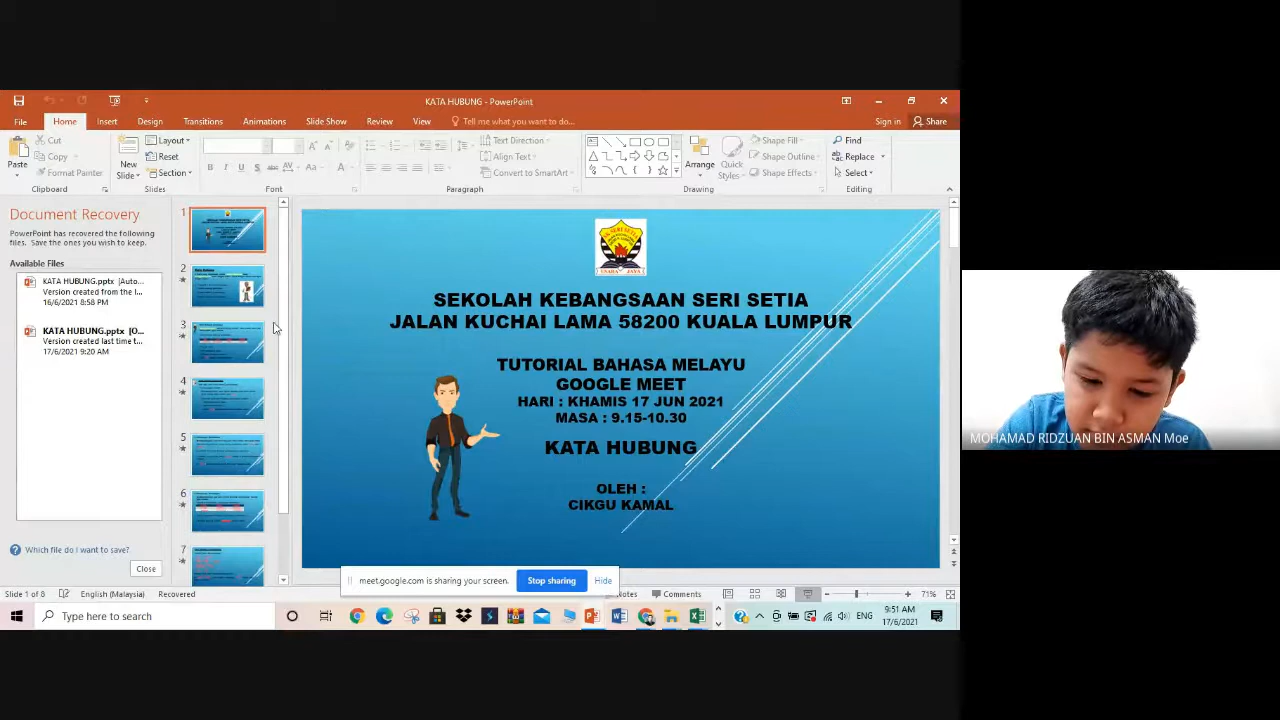 KATA HUBUNG - PowerPoint
File Home Insert Design Transitions Animations Slide Show Review View Tell me what you want to do... Sign in Share
Paste
Cut
Copy
Format Painter
Clipboard
New Slide
Layout
Reset
Section
Slides
Font
Text Direction
Align Text
Convert to SmartArt
Paragraph
Arrange
Quick Styles
Shape Fill
Shape Outline
Shape Effects
Drawing
Find
Replace
Select
Editing
Document Recovery
PowerPoint has recovered the following
files. Save the ones you wish to keep.
Available Files
KATA HUBUNG.pptx [Auto...
Version created from the l...
16/6/2021 8:58 PM
KATA HUBUNG.pptx [O...
Version created last time t...
17/6/2021 9:20 AM
Which file do I want to save?
Close
1
2
3
4
5
6
7
SEKOLAH KEBANGSAAN SERI SETIA
JALAN KUCHAI LAMA 58200 KUALA LUMPUR
TUTORIAL BAHASA MELAYU
GOOGLE MEET
HARI : KHAMIS 17 JUN 2021
MASA : 9.15-10.30
KATA HUBUNG
OLEH :
CIKGU KAMAL
MOHAMAD RIDZUAN BIN ASMAN Moe
meet.google.com is sharing your screen. Stop sharing Hide
Slide 1 of 8 English (Malaysia) Recovered Notes Comments 71%
Type here to search
ENG
9:51 AM
17/6/2021